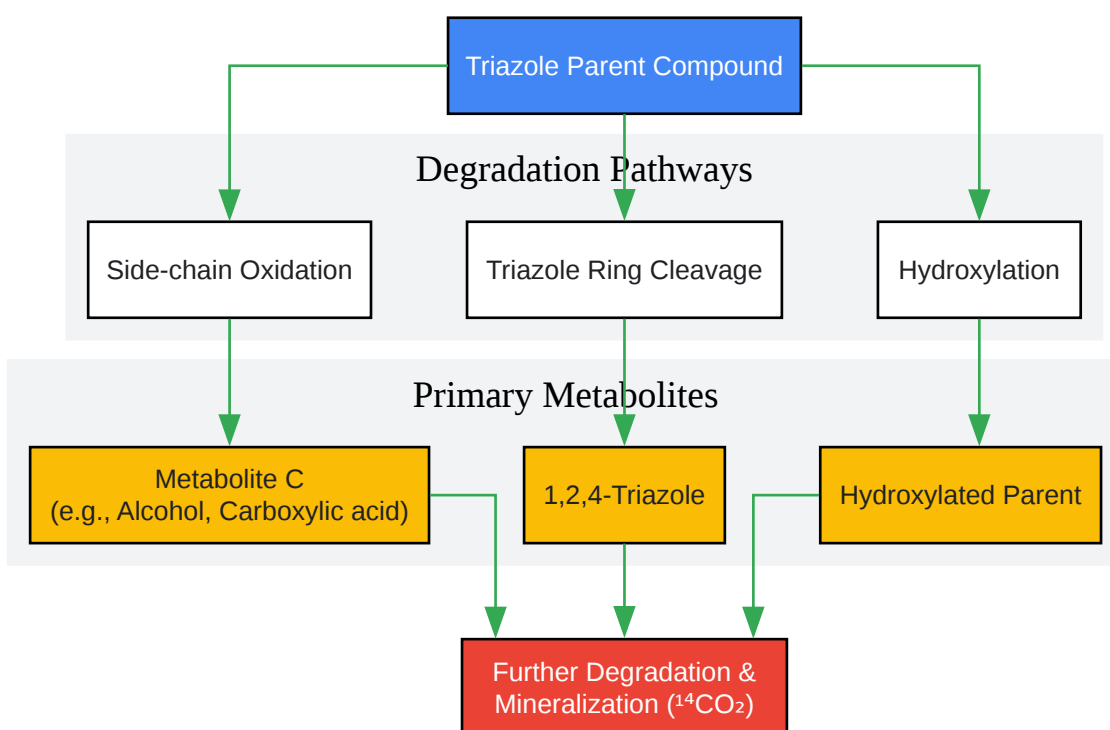 Triazole Parent Compound
Degradation Pathways
Side-chain Oxidation
Triazole Ring Cleavage
Hydroxylation
Primary Metabolites
Metabolite C
(e.g., Alcohol, Carboxylic acid)
1,2,4-Triazole
Hydroxylated Parent
Further Degradation &
Mineralization (¹⁴CO₂)